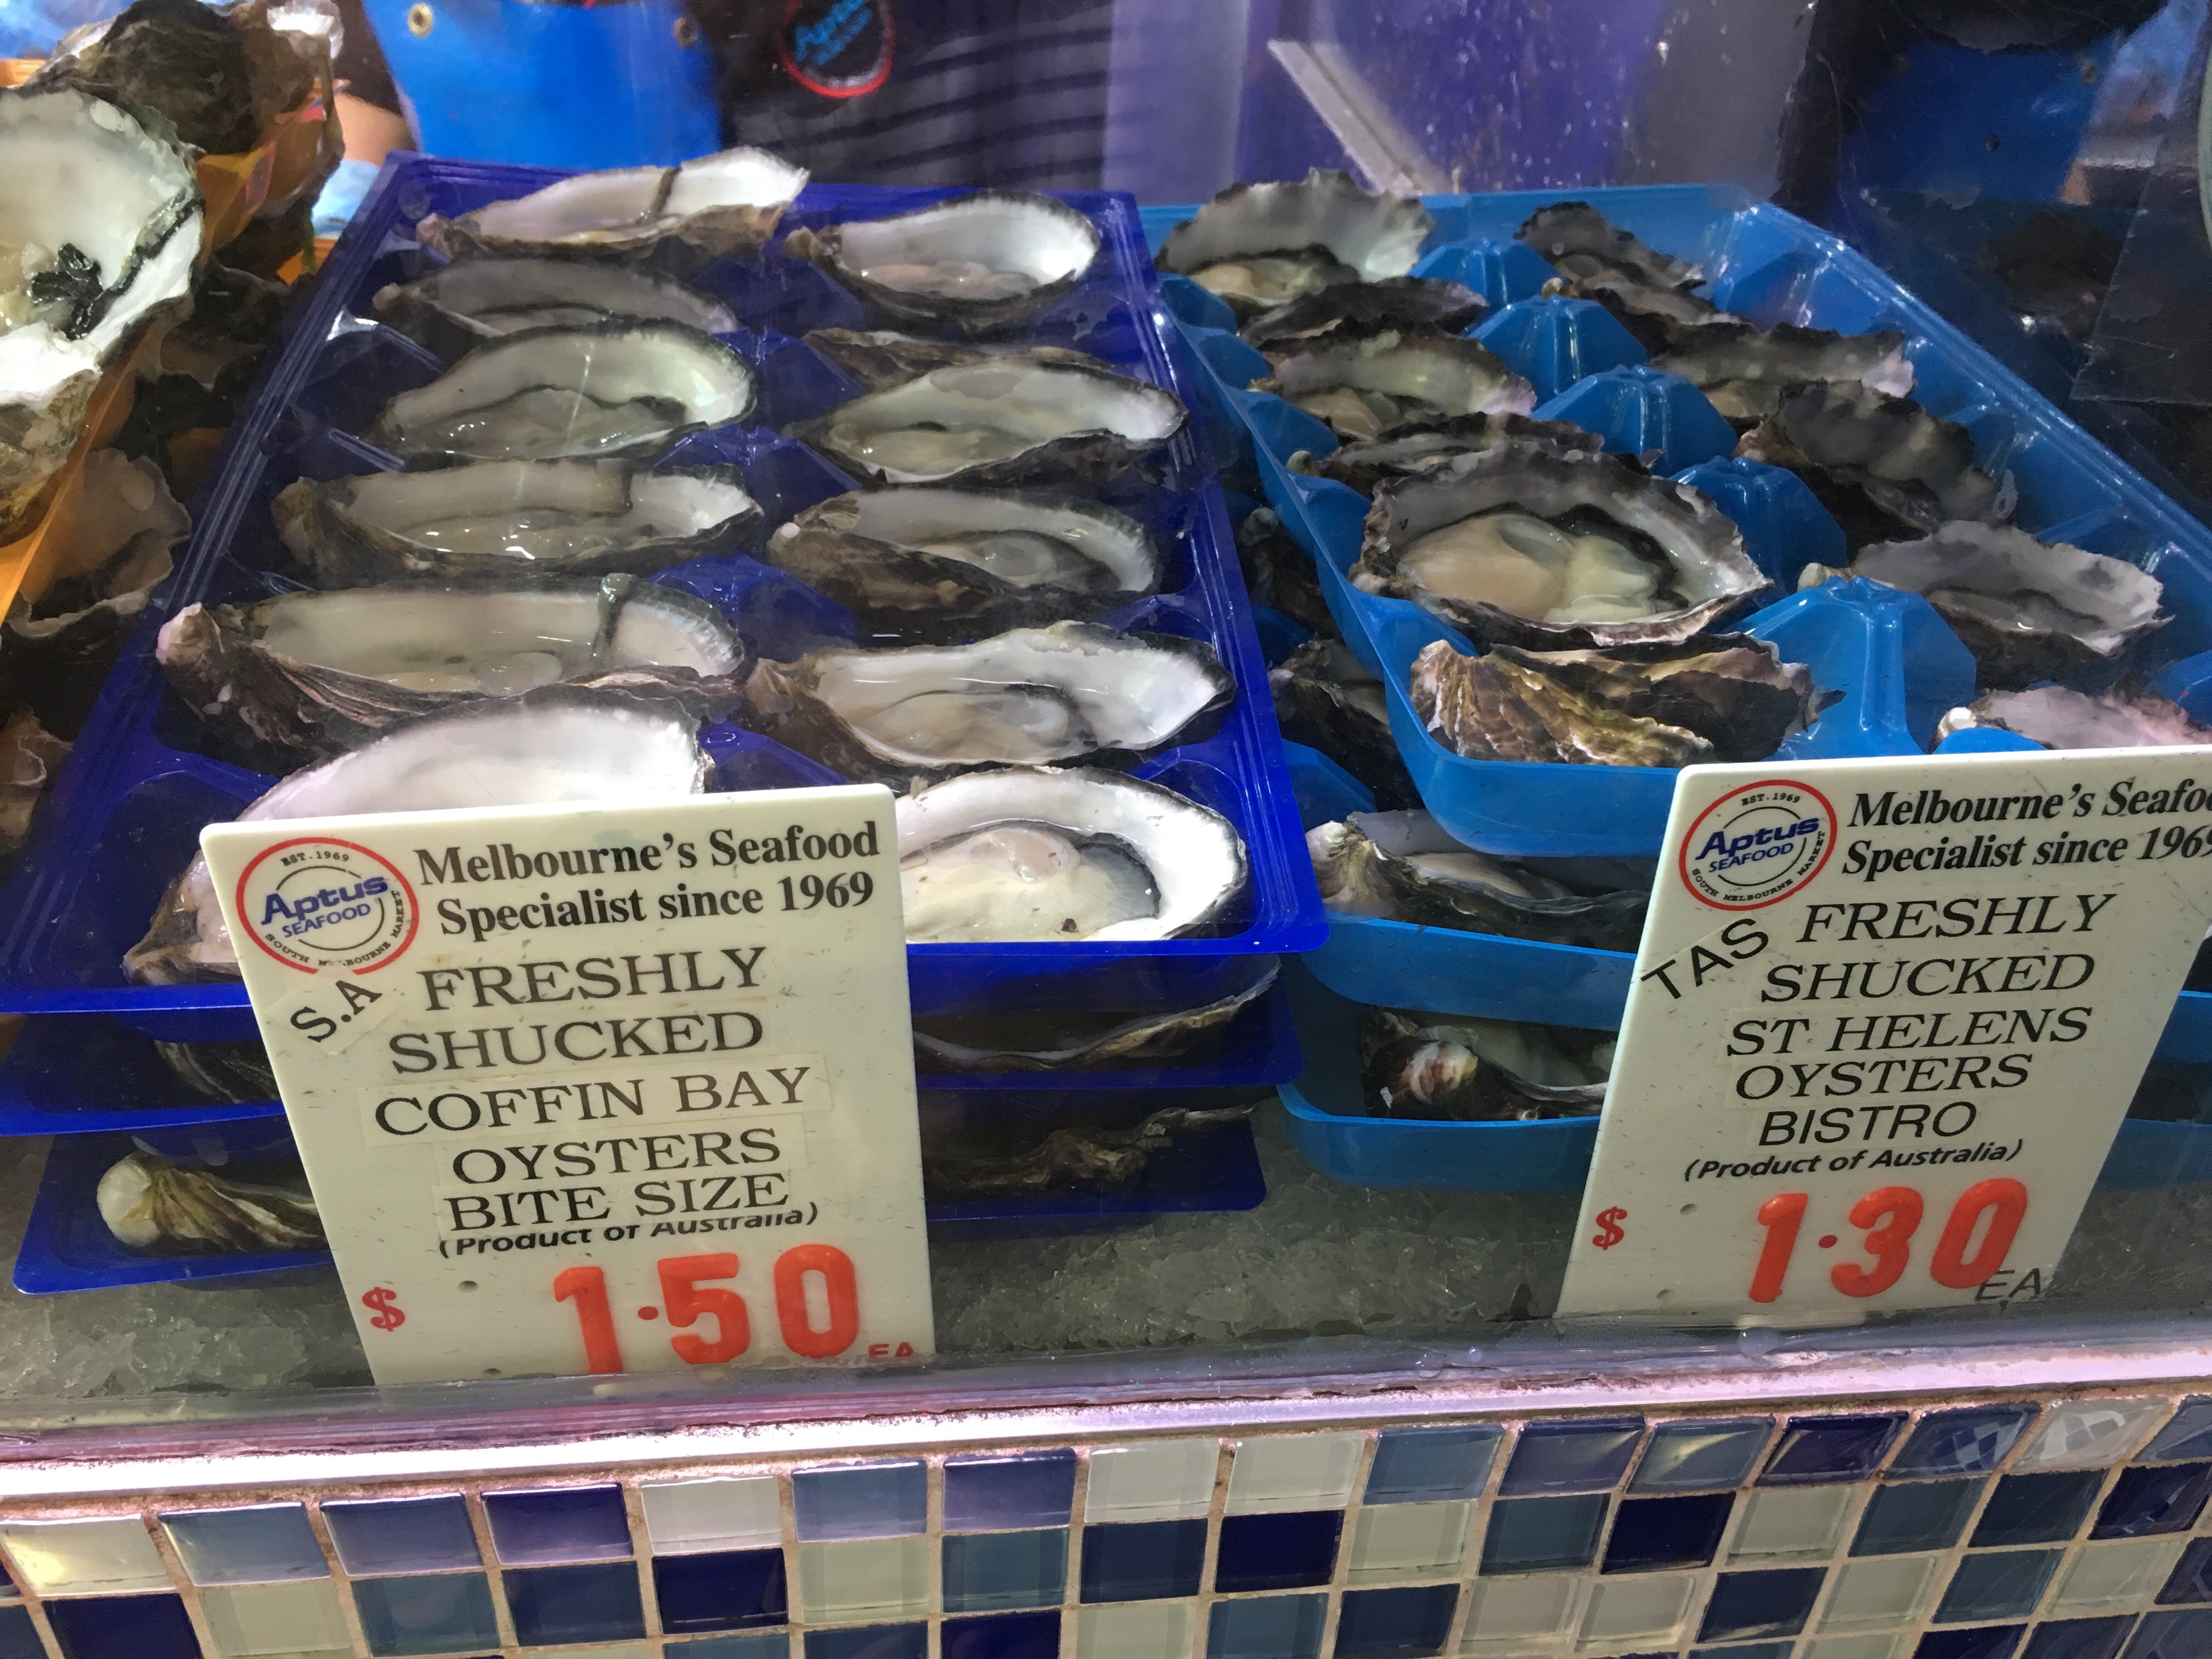 EST. 1969
Aptus
SEAFOOD
SOUTH MELBOURNE MARKET
Melbourne's Seafood
Specialist since 1969
S.A
FRESHLY
SHUCKED
COFFIN BAY
OYSTERS
BITE SIZE
(Product of Australia)
$ 1.50 EA
EST. 1969
Aptus
SEAFOOD
SOUTH MELBOURNE MARKET
Melbourne's Seafo
Specialist since 1969
TAS
FRESHLY
SHUCKED
ST HELENS
OYSTERS
BISTRO
(Product of Australia)
$ 1.30 EA